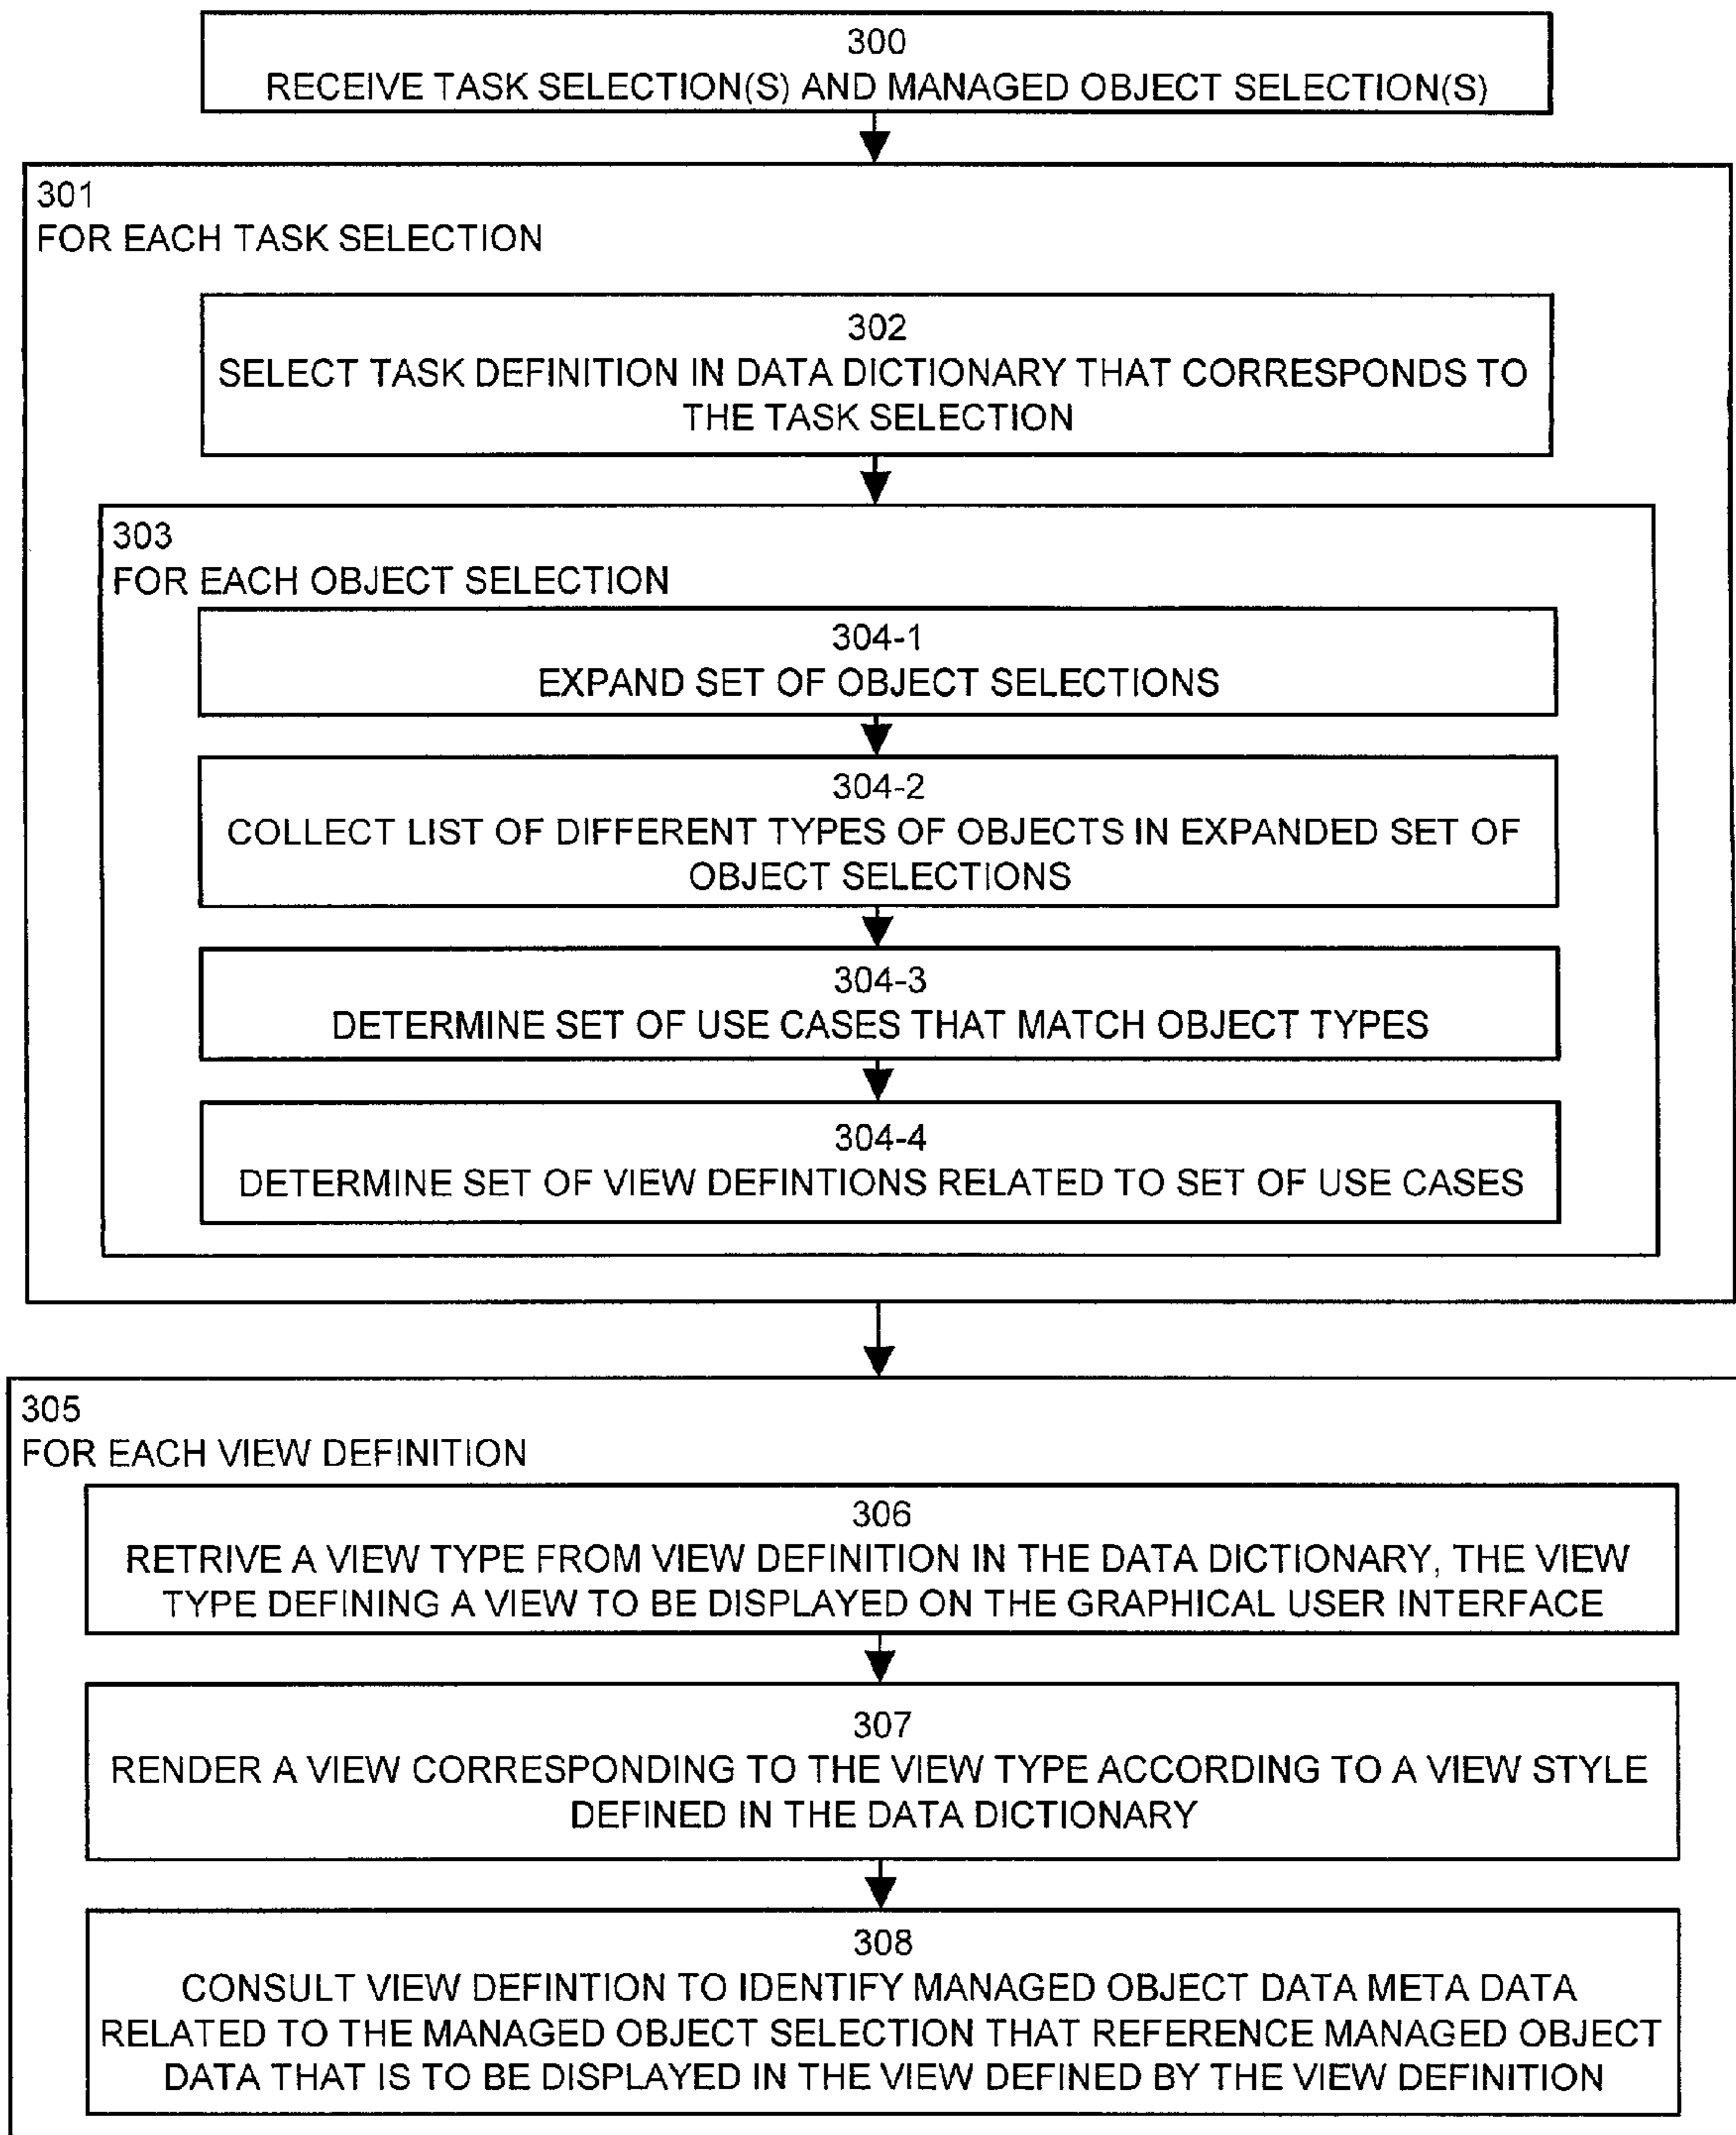 300
RECEIVE TASK SELECTION(S) AND MANAGED OBJECT SELECTION(S)
301
FOR EACH TASK SELECTION
302
SELECT TASK DEFINITION IN DATA DICTIONARY THAT CORRESPONDS TO
THE TASK SELECTION
303
FOR EACH OBJECT SELECTION
304-1
EXPAND SET OF OBJECT SELECTIONS
304-2
COLLECT LIST OF DIFFERENT TYPES OF OBJECTS IN EXPANDED SET OF
OBJECT SELECTIONS
304-3
DETERMINE SET OF USE CASES THAT MATCH OBJECT TYPES
304-4
DETERMINE SET OF VIEW DEFINTIONS RELATED TO SET OF USE CASES
305
FOR EACH VIEW DEFINITION
306
RETRIVE A VIEW TYPE FROM VIEW DEFINITION IN THE DATA DICTIONARY, THE VIEW
TYPE DEFINING A VIEW TO BE DISPLAYED ON THE GRAPHICAL USER INTERFACE
307
RENDER A VIEW CORRESPONDING TO THE VIEW TYPE ACCORDING TO A VIEW STYLE
DEFINED IN THE DATA DICTIONARY
308
CONSULT VIEW DEFINTION TO IDENTIFY MANAGED OBJECT DATA META DATA
RELATED TO THE MANAGED OBJECT SELECTION THAT REFERENCE MANAGED OBJECT
DATA THAT IS TO BE DISPLAYED IN THE VIEW DEFINED BY THE VIEW DEFINITION